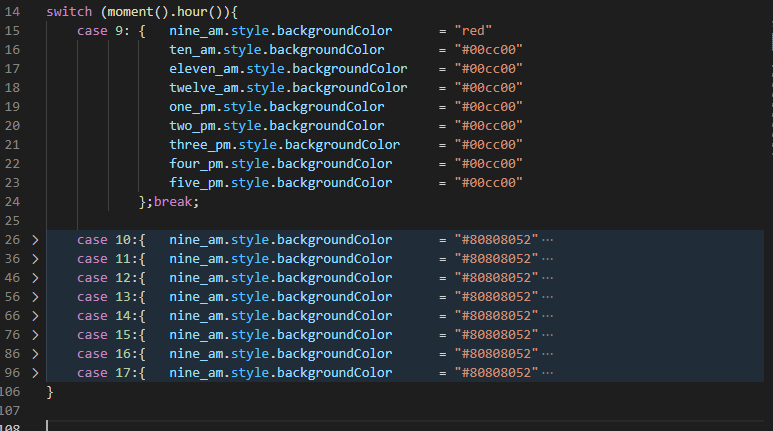 14 switch (moment().hour()){
15 case 9: { nine_am.style.backgroundColor = "red"
16 ten_am.style.backgroundColor = "#00cc00"
17 eleven_am.style.backgroundColor = "#00cc00"
18 twelve_am.style.backgroundColor = "#00cc00"
19 one_pm.style.backgroundColor = "#00cc00"
20 two_pm.style.backgroundColor = "#00cc00"
21 three_pm.style.backgroundColor = "#00cc00"
22 four_pm.style.backgroundColor = "#00cc00"
23 five_pm.style.backgroundColor = "#00cc00"
24 };break;
25
26 > case 10:{ nine_am.style.backgroundColor = "#80808052"···
36 > case 11:{ nine_am.style.backgroundColor = "#80808052"···
46 > case 12:{ nine_am.style.backgroundColor = "#80808052"···
56 > case 13:{ nine_am.style.backgroundColor = "#80808052"···
66 > case 14:{ nine_am.style.backgroundColor = "#80808052"···
76 > case 15:{ nine_am.style.backgroundColor = "#80808052"···
86 > case 16:{ nine_am.style.backgroundColor = "#80808052"···
96 > case 17:{ nine_am.style.backgroundColor = "#80808052"···
106 }
107
108